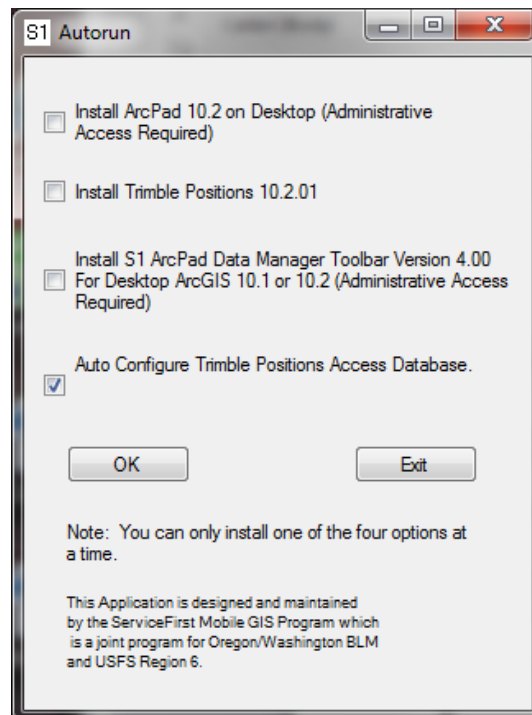 S1 Autorun
Install ArcPad 10.2 on Desktop (Administrative
Access Required)
Install Trimble Positions 10.2.01
Install S1 ArcPad Data Manager Toolbar Version 4.00
For Desktop ArcGIS 10.1 or 10.2 (Administrative Access
Required)
Auto Configure Trimble Positions Access Database.
OK
Exit
Note:  You can only install one of the four options at
a time.
This Application is designed and maintained
by the ServiceFirst Mobile GIS Program which
is a joint program for Oregon/Washington BLM
and USFS Region 6.